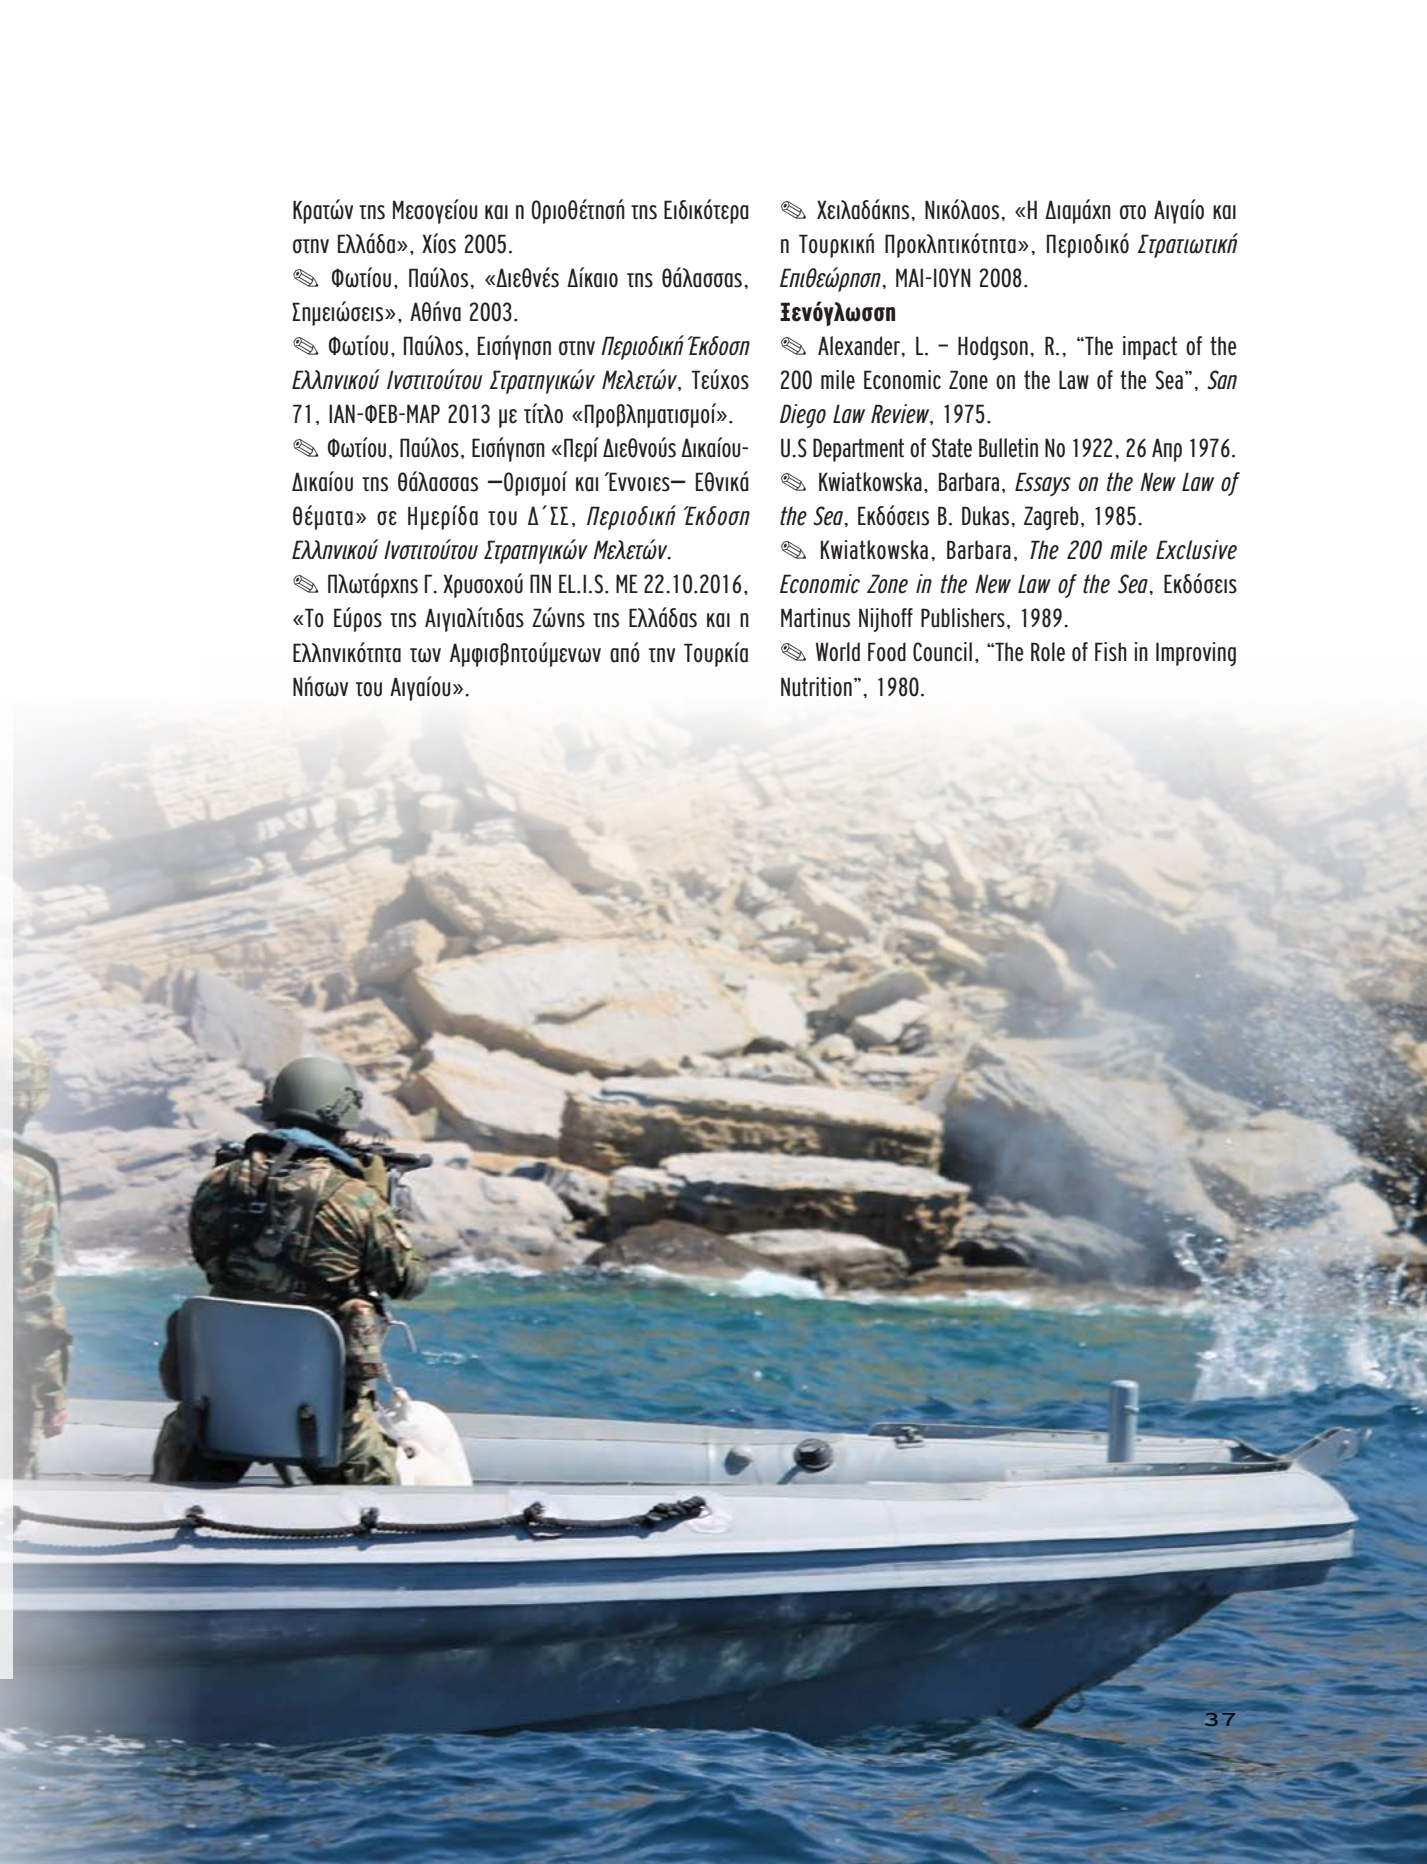 Κρατών της Μεσογείου και η Οριοθέτησή της Ειδικότερα
στην Ελλάδα», Χίος 2005.
✎ Φωτίου, Παύλος, «Διεθνές Δίκαιο της θάλασσας,
Σημειώσεις», Αθήνα 2003.
✎ Φωτίου, Παύλος, Εισήγηση στην Περιοδική Έκδοση
Ελληνικού Ινστιτούτου Στρατηγικών Μελετών, Τεύχος
71, ΙΑΝ-ΦΕΒ-ΜΑΡ 2013 με τίτλο «Προβληματισμοί».
✎ Φωτίου, Παύλος, Εισήγηση «Περί Διεθνούς Δικαίου-
Δικαίου της θάλασσας –Ορισμοί και Έννοιες– Εθνικά
θέματα» σε Ημερίδα του Δ΄ΣΣ, Περιοδική Έκδοση
Ελληνικού Ινστιτούτου Στρατηγικών Μελετών.
✎ Πλωτάρχης Γ. Χρυσοχού ΠΝ EL.I.S. ΜΕ 22.10.2016,
«Το Εύρος της Αιγιαλίτιδας Ζώνης της Ελλάδας και η
Ελληνικότητα των Αμφισβητούμενων από την Τουρκία
Νήσων του Αιγαίου».
✎ Χειλαδάκης, Νικόλαος, «Η Διαμάχη στο Αιγαίο και
η Τουρκική Προκλητικότητα», Περιοδικό Στρατιωτική
Επιθεώρηση, ΜΑΙ-ΙΟΥΝ 2008.
Ξενόγλωσση
✎ Alexander, L. – Hodgson, R., “The impact of the
200 mile Economic Zone on the Law of the Sea”, San
Diego Law Review, 1975.
U.S Department of State Bulletin No 1922, 26 Απρ 1976.
✎ Kwiatkowska, Barbara, Essays on the New Law of
the Sea, Εκδόσεις B. Dukas, Zagreb, 1985.
✎ Kwiatkowska, Barbara, The 200 mile Exclusive
Economic Zone in the New Law of the Sea, Εκδόσεις
Martinus Nijhoff Publishers, 1989.
✎ World Food Council, “The Role of Fish in Improving
Nutrition”, 1980.
37